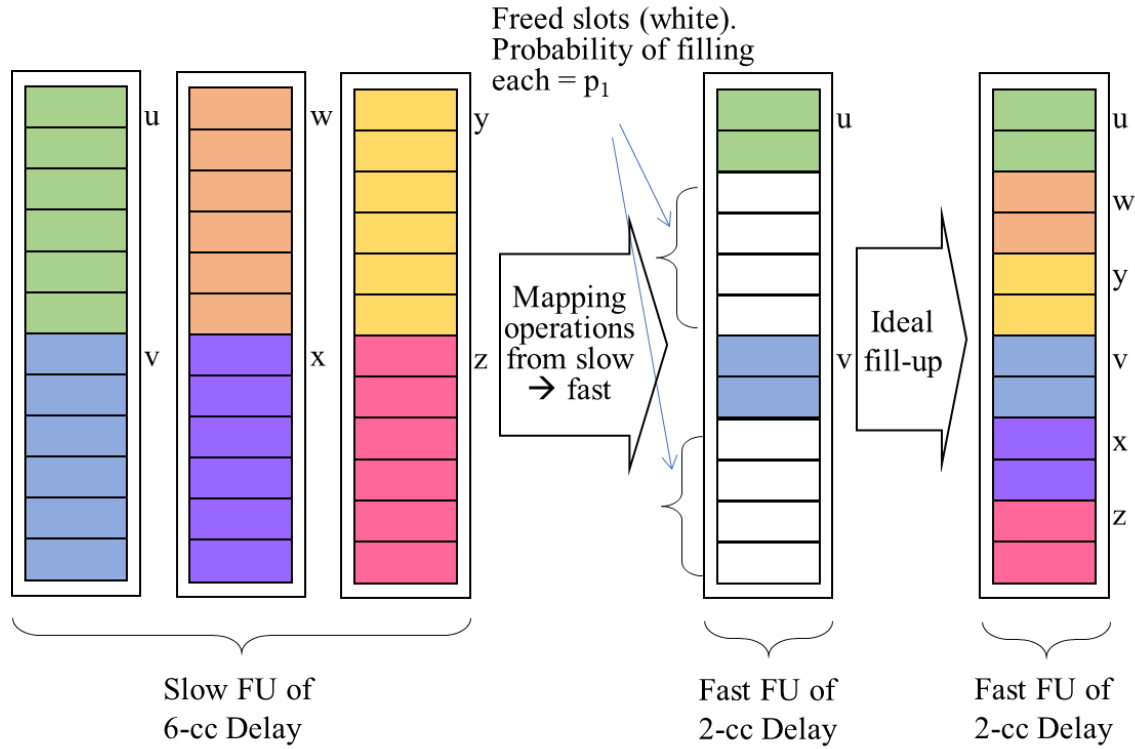 Freed slots (white).
Probability of filling
each = p₁
u
v
w
x
y
z
Mapping
operations
from slow
→ fast
u
v
Ideal
fill-up
u
w
y
v
x
z
Slow FU of
6-cc Delay
Fast FU of
2-cc Delay
Fast FU of
2-cc Delay